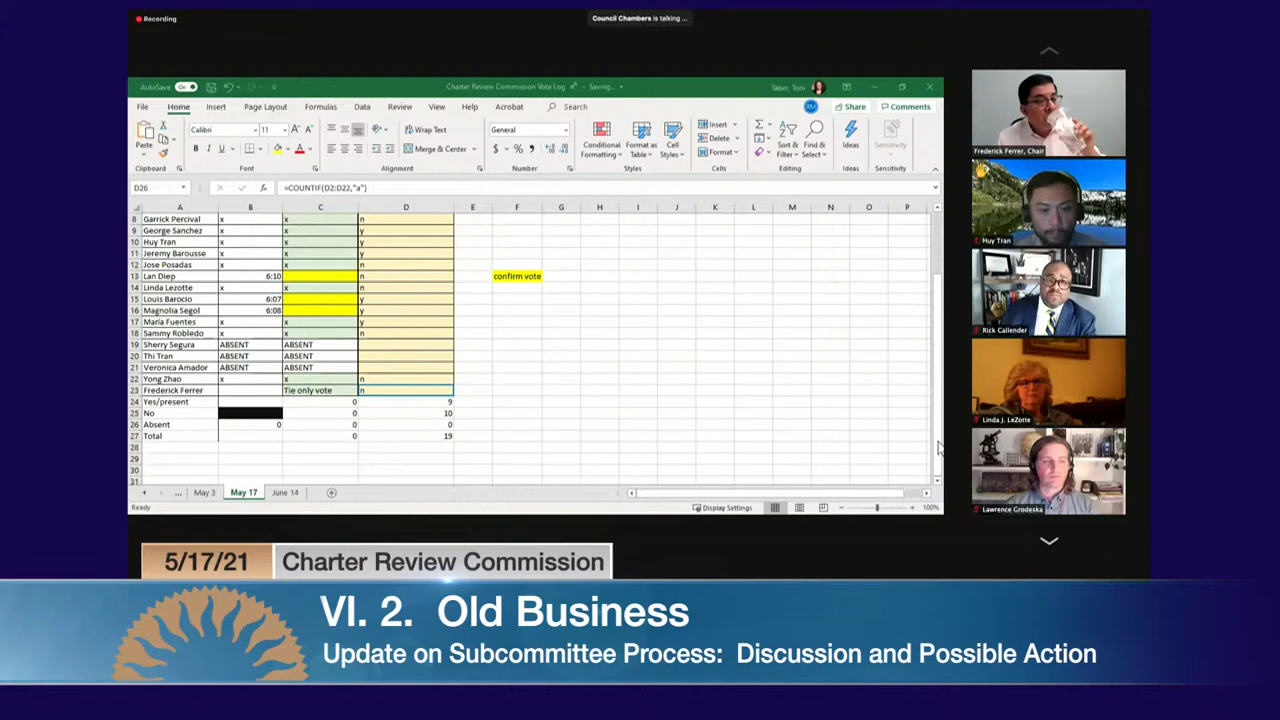 Recording
Council Chambers is talking ...
AutoSave On
Charter Review Commission Vote Log
Saving...
Taber, Toni
File Home Insert Page Layout Formulas Data Review View Help Acrobat Search
RM Share Comments
Paste
Calibri 11
Wrap Text
Merge & Center
General
Conditional Formatting
Format as Table
Cell Styles
Insert
Delete
Format
Sort & Filter
Find & Select
Ideas
Sensitivity
Clipboard Font Alignment Number Styles Cells Editing Ideas Sensitivity
D26 =COUNTIF(D2:D22,"a")
A B C D E F G H I J K L M N O P
8 Garrick Percival x x n
9 George Sanchez x x y
10 Huy Tran x x y
11 Jeremy Barousse x x y
12 Jose Posadas x x n
13 Lan Diep 6:10 n confirm vote
14 Linda Lezotte x x n
15 Louis Barocio 6:07 y
16 Magnolia Segol 6:08 y
17 María Fuentes x x y
18 Sammy Robledo x x n
19 Sherry Segura ABSENT ABSENT
20 Thi Tran ABSENT ABSENT
21 Veronica Amador ABSENT ABSENT
22 Yong Zhao x x n
23 Frederick Ferrer Tie only vote n
24 Yes/present 0 9
25 No 0 10
26 Absent 0 0 0
27 Total 0 19
28
29
30
31
... May 3 May 17 June 14
Ready Display Settings 100%
Frederick Ferrer, Chair
Huy Tran
Rick Callender
Linda J. LeZotte
Lawrence Grodeska
5/17/21 Charter Review Commission
VI. 2. Old Business
Update on Subcommittee Process: Discussion and Possible Action